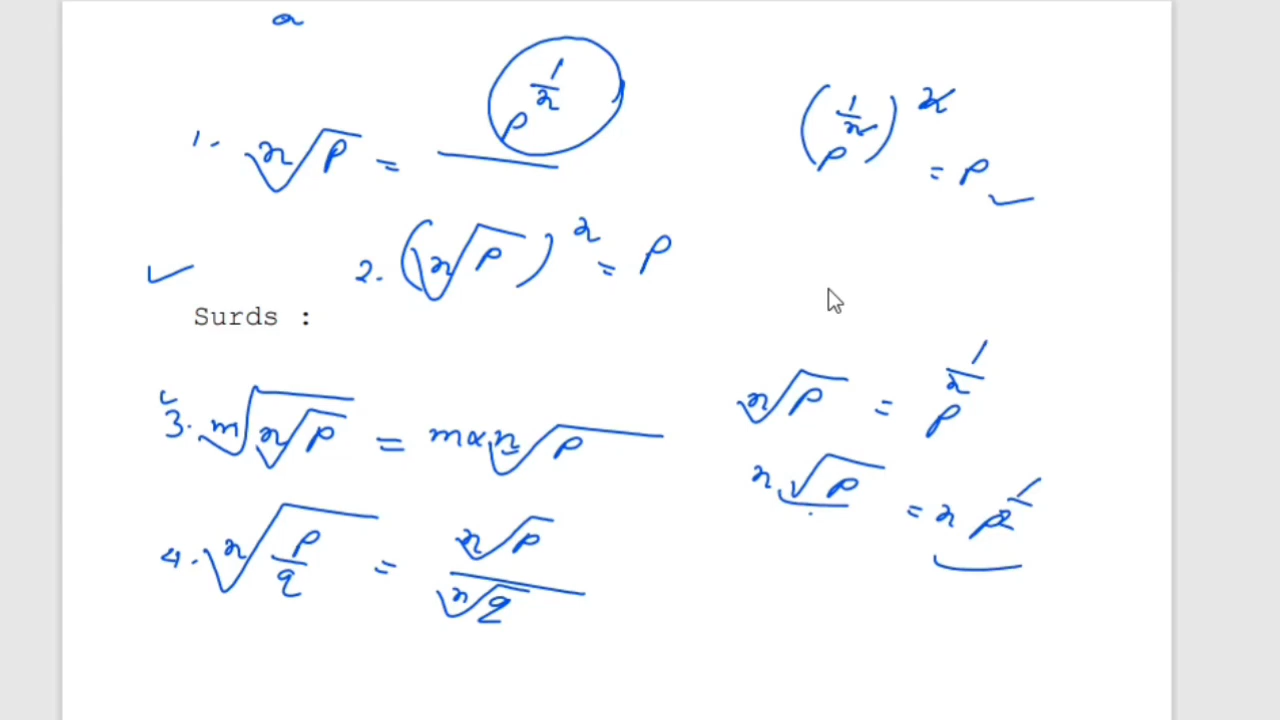 a
1. ⁿ√p = p^(1/n)
(p^(1/n))^n = p
2. (ⁿ√p)^n = p
Surds :
3. ᵐ√(ⁿ√p) = ᵐˣⁿ√p
ⁿ√p = p^(1/n)
n√p = n p^(1/2)
4. ⁿ√(p/q) = ⁿ√p / ⁿ√q